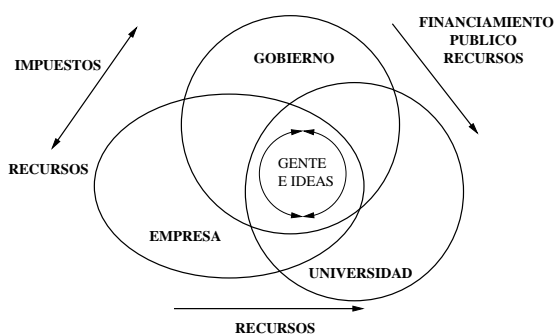 FINANCIAMIENTO
PUBLICO
RECURSOS
GOBIERNO
IMPUESTOS
RECURSOS
GENTE
E IDEAS
EMPRESA
UNIVERSIDAD
RECURSOS